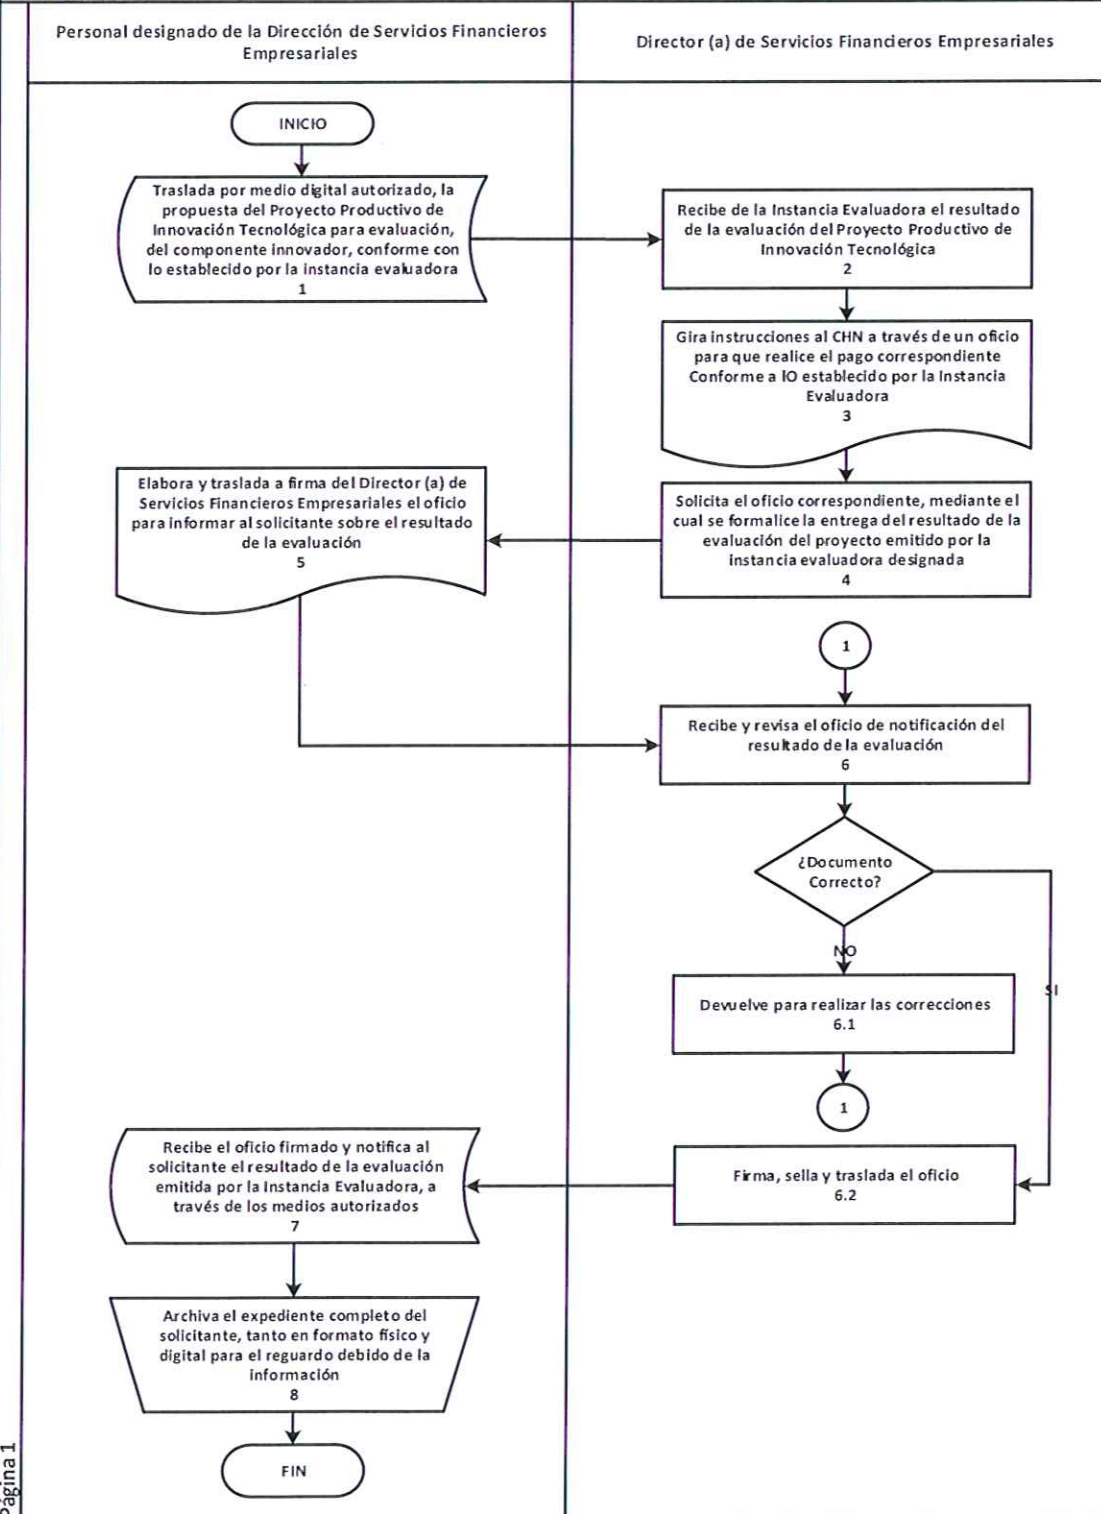 Personal designado de la Dirección de Servicios Financieros
Empresariales
Director (a) de Servicios Financieros Empresariales
INICIO
Traslada por medio digital autorizado, la
propuesta del Proyecto Productivo de
Innovación Tecnológica para evaluación,
del componente innovador, conforme con
lo establecido por la instancia evaluadora
1
Recibe de la Instancia Evaluadora el resultado
de la evaluación del Proyecto Productivo de
Innovación Tecnológica
2
Gira instrucciones al CHN a través de un oficio
para que realice el pago correspondiente
Conforme a lO establecido por la Instancia
Evaluadora
3
Solicita el oficio correspondiente, mediante el
cual se formalice la entrega del resultado de la
evaluación del proyecto emitido por la
instancia evaluadora designada
4
Elabora y traslada a firma del Director (a) de
Servicios Financieros Empresariales el oficio
para informar al solicitante sobre el resultado
de la evaluación
5
1
Recibe y revisa el oficio de notificación del
resultado de la evaluación
6
¿Documento
Correcto?
NO
SI
Devuelve para realizar las correcciones
6.1
1
Firma, sella y traslada el oficio
6.2
Recibe el oficio firmado y notifica al
solicitante el resultado de la evaluación
emitida por la Instancia Evaluadora, a
través de los medios autorizados
7
Archiva el expediente completo del
solicitante, tanto en formato físico y
digital para el reguardo debido de la
información
8
FIN
Página 1